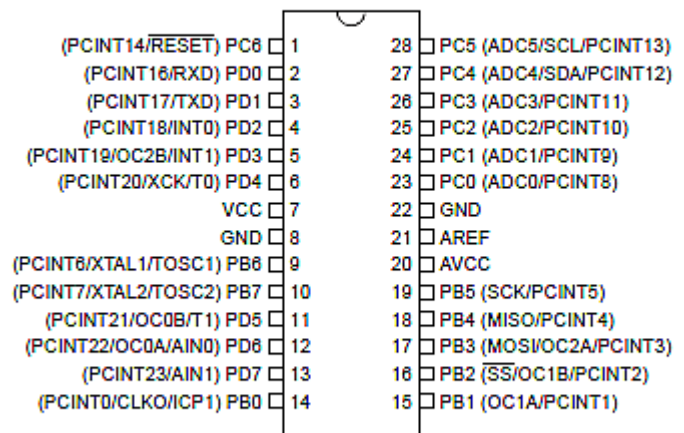 (PCINT14/RESET) PC6 1 28 PC5 (ADC5/SCL/PCINT13)
(PCINT16/RXD) PD0 2 27 PC4 (ADC4/SDA/PCINT12)
(PCINT17/TXD) PD1 3 26 PC3 (ADC3/PCINT11)
(PCINT18/INT0) PD2 4 25 PC2 (ADC2/PCINT10)
(PCINT19/OC2B/INT1) PD3 5 24 PC1 (ADC1/PCINT9)
(PCINT20/XCK/T0) PD4 6 23 PC0 (ADC0/PCINT8)
VCC 7 22 GND
GND 8 21 AREF
(PCINT6/XTAL1/TOSC1) PB6 9 20 AVCC
(PCINT7/XTAL2/TOSC2) PB7 10 19 PB5 (SCK/PCINT5)
(PCINT21/OC0B/T1) PD5 11 18 PB4 (MISO/PCINT4)
(PCINT22/OC0A/AIN0) PD6 12 17 PB3 (MOSI/OC2A/PCINT3)
(PCINT23/AIN1) PD7 13 16 PB2 (SS/OC1B/PCINT2)
(PCINT0/CLKO/ICP1) PB0 14 15 PB1 (OC1A/PCINT1)